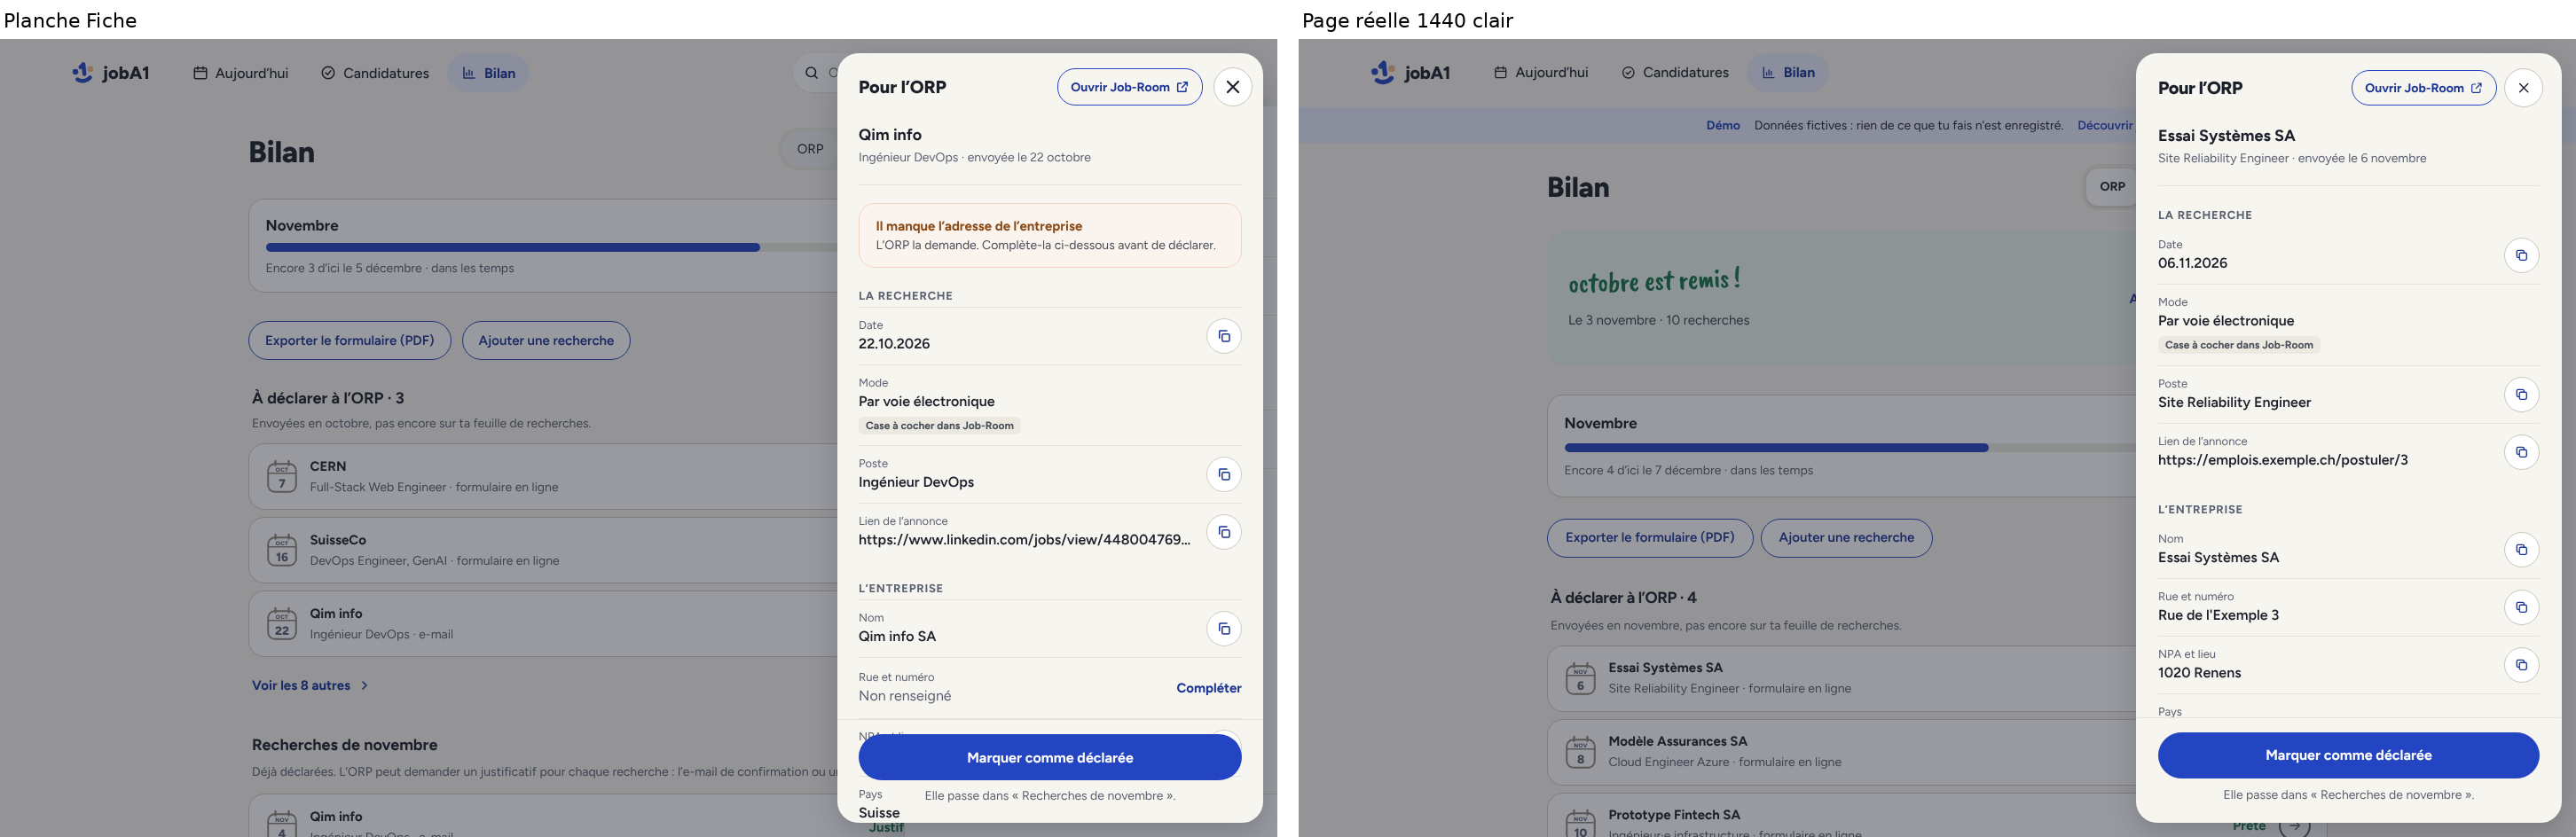 Planche Fiche
jobA1
Aujourd’hui
Candidatures
Bilan
Bilan
ORP
Novembre
Encore 3 d’ici le 5 décembre · dans les temps
Exporter le formulaire (PDF)
Ajouter une recherche
À déclarer à l’ORP · 3
Envoyées en octobre, pas encore sur ta feuille de recherches.
OCT
7
CERN
Full-Stack Web Engineer · formulaire en ligne
OCT
16
SuisseCo
DevOps Engineer, GenAI · formulaire en ligne
OCT
22
Qim info
Ingénieur DevOps · e-mail
Voir les 8 autres
Recherches de novembre
Déjà déclarées. L’ORP peut demander un justificatif pour chaque recherche : l’e-mail de confirmation ou
NOV
4
Qim info
Ingénieur DevOps · e-mail
Justif
Pour l’ORP
Ouvrir Job-Room
Qim info
Ingénieur DevOps · envoyée le 22 octobre
Il manque l’adresse de l’entreprise
L’ORP la demande. Complète-la ci-dessous avant de déclarer.
LA RECHERCHE
Date
22.10.2026
Mode
Par voie électronique
Case à cocher dans Job-Room
Poste
Ingénieur DevOps
Lien de l’annonce
https://www.linkedin.com/jobs/view/448004769…
L’ENTREPRISE
Nom
Qim info SA
Rue et numéro
Non renseigné
Compléter
Marquer comme déclarée
Pays
Elle passe dans « Recherches de novembre ».
Suisse
Page réelle 1440 clair
jobA1
Aujourd’hui
Candidatures
Bilan
Démo
Données fictives : rien de ce que tu fais n’est enregistré.
Découvrir
Bilan
ORP
octobre est remis !
Le 3 novembre · 10 recherches
Novembre
Encore 4 d’ici le 7 décembre · dans les temps
Exporter le formulaire (PDF)
Ajouter une recherche
À déclarer à l’ORP · 4
Envoyées en novembre, pas encore sur ta feuille de recherches.
NOV
6
Essai Systèmes SA
Site Reliability Engineer · formulaire en ligne
NOV
8
Modèle Assurances SA
Cloud Engineer Azure · formulaire en ligne
NOV
10
Prototype Fintech SA
Ingénieur·e infrastructure · formulaire en ligne
Prête
Pour l’ORP
Ouvrir Job-Room
Essai Systèmes SA
Site Reliability Engineer · envoyée le 6 novembre
LA RECHERCHE
Date
06.11.2026
Mode
Par voie électronique
Case à cocher dans Job-Room
Poste
Site Reliability Engineer
Lien de l’annonce
https://emplois.exemple.ch/postuler/3
L’ENTREPRISE
Nom
Essai Systèmes SA
Rue et numéro
Rue de l'Exemple 3
NPA et lieu
1020 Renens
Pays
Marquer comme déclarée
Elle passe dans « Recherches de novembre ».